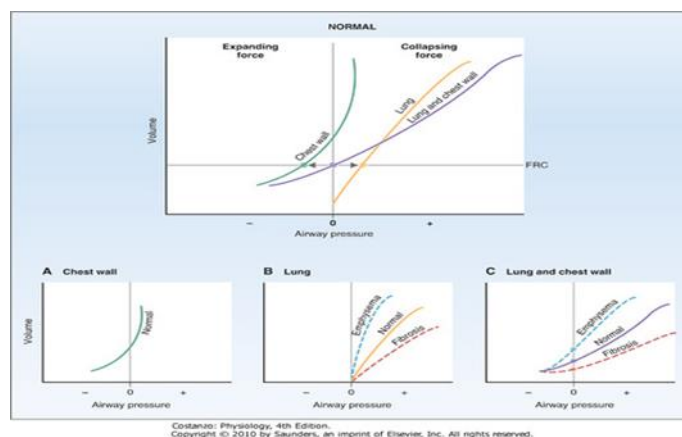 NORMAL
Expanding force
Collapsing force
Volume
Chest wall
Lung
Lung and chest wall
FRC
− 0 +
Airway pressure
A Chest wall
Volume
Normal
− 0 +
Airway pressure
B Lung
Emphysema
Normal
Fibrosis
− 0 +
Airway pressure
C Lung and chest wall
Emphysema
Normal
Fibrosis
− 0 +
Airway pressure
Costanzo: Physiology, 4th Edition.
Copyright © 2010 by Saunders, an imprint of Elsevier, Inc. All rights reserved.